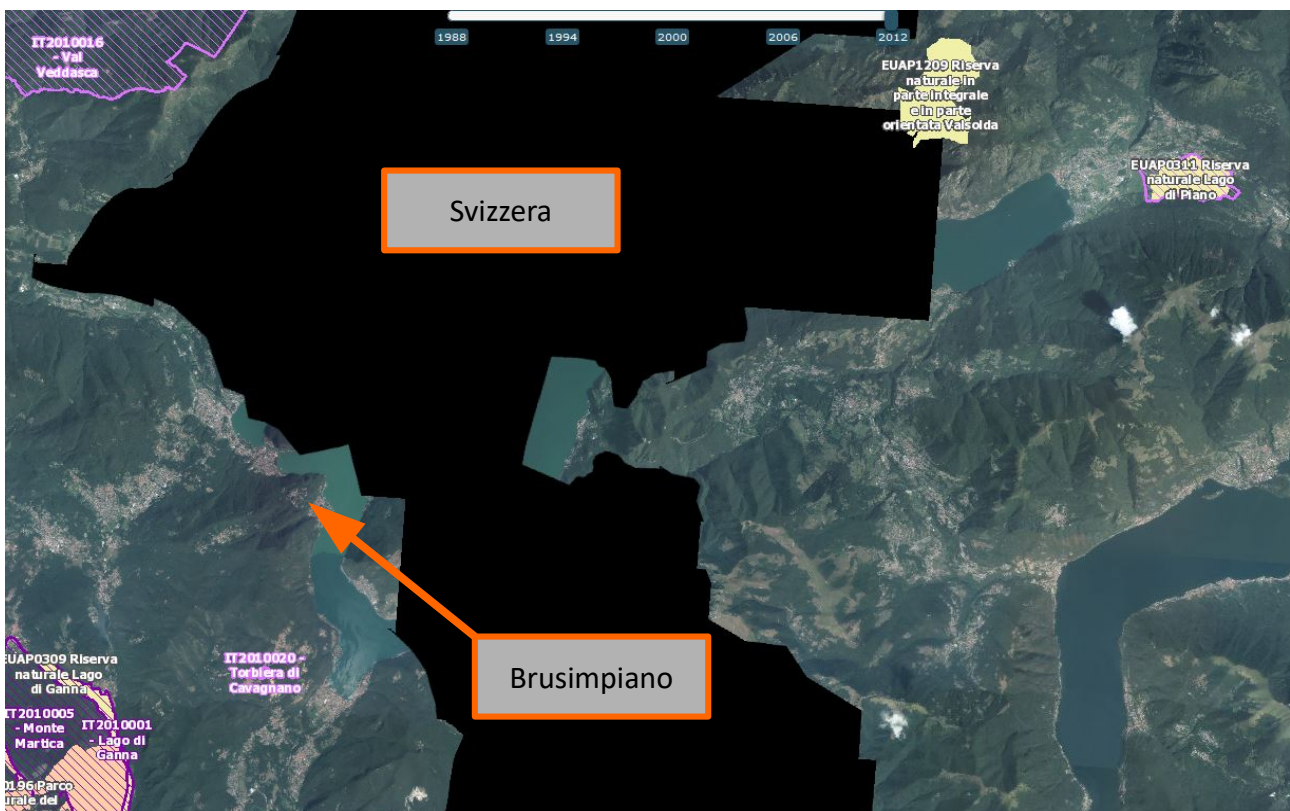 1988 1994 2000 2006 2012
IT2010016
- Val
Veddasca
EUAP1209 Riserva
naturale in
parte integrale
e in parte
orientata Valsolda
EUAP0311 Riserva
naturale Lago
di Piano
Svizzera
Brusimpiano
IT2010020 -
Torbiera di
Cavagnano
EUAP0309 Riserva
naturale Lago
di Ganna
IT2010005
- Monte
Martica
IT2010001
- Lago di
Ganna
0196 Parco
urale del